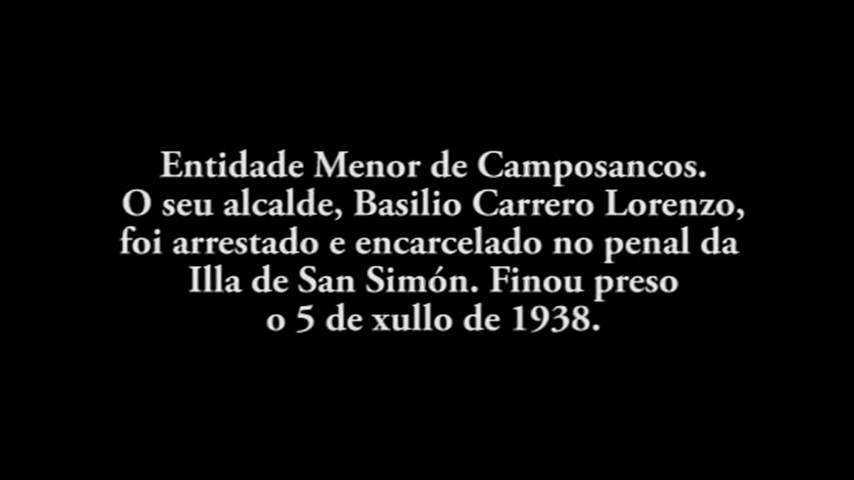 Entidade Menor de Camposancos.
O seu alcalde, Basilio Carrero Lorenzo,
foi arrestado e encarcelado no penal da
Illa de San Simón. Finou preso
o 5 de xullo de 1938.